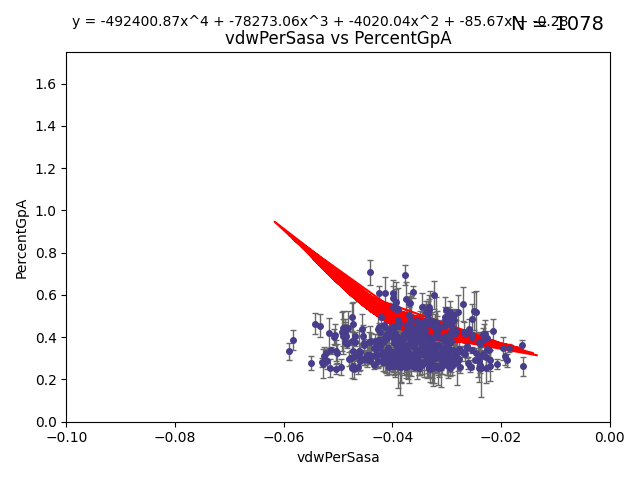 y = -492400.87x^4 + -78273.06x^3 + -4020.04x^2 + -85.67x + -0.28
N = 1078
vdwPerSasa vs PercentGpA
1.6
1.4
1.2
1.0
0.8
0.6
0.4
0.2
0.0
PercentGpA
−0.10 −0.08 −0.06 −0.04 −0.02 0.00
vdwPerSasa